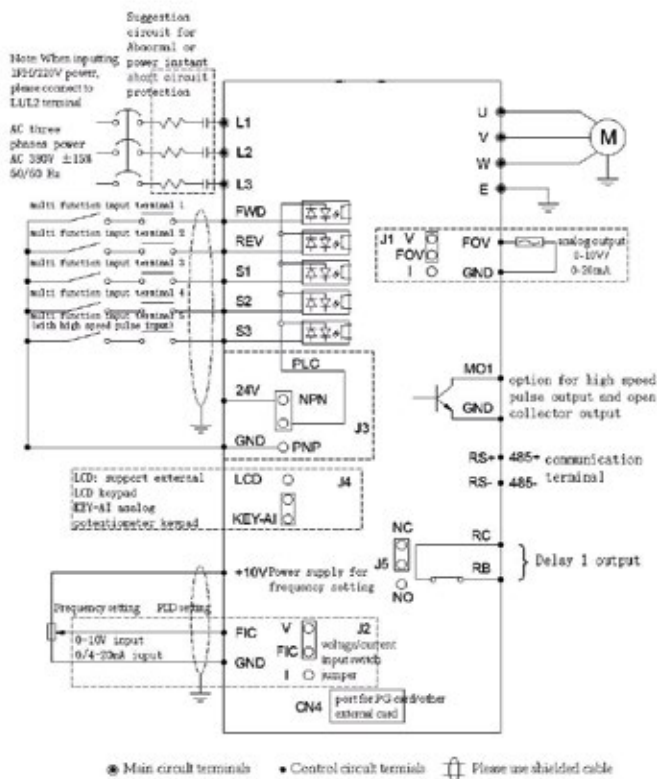 Suggestion
circuit for
Abnormal or
power instant
short circuit
protection
Note: When inputting
1PH/220V power,
please connect to
L1/L2 terminal
AC three
phases power
AC 380V ±15%
50/60 Hz
L1
L2
L3
U
V
W
E
M
multi function input terminal 1
FWD
multi function input terminal 2
REV
multi function input terminal 3
S1
multi function input terminal 4
S2
multi function input terminal 5
(with high speed pulse input)
S3
J1
V
FOV
I
FOV
GND
analog output
0-10V/
0-20mA
PLC
24V
NPN
J3
GND
PNP
MO1
GND
option for high speed
pulse output and open
collector output
LCD: support external
LCD keypad
KEY-AI analog
potentiometer keypad
LCD
J4
KEY-AI
RS+
485+
RS-
485-
communication
terminal
NC
J5
NO
RC
RB
Delay 1 output
+10V
Power supply for
frequency setting
Frequency setting
PID setting
0-10V input
0/4-20mA input
FIC
GND
V
FIC
I
J2
voltage/current
input switch
jumper
CN4
port for PG card/other
external card
Main circuit terminals
Control circuit termials
Please use shielded cable